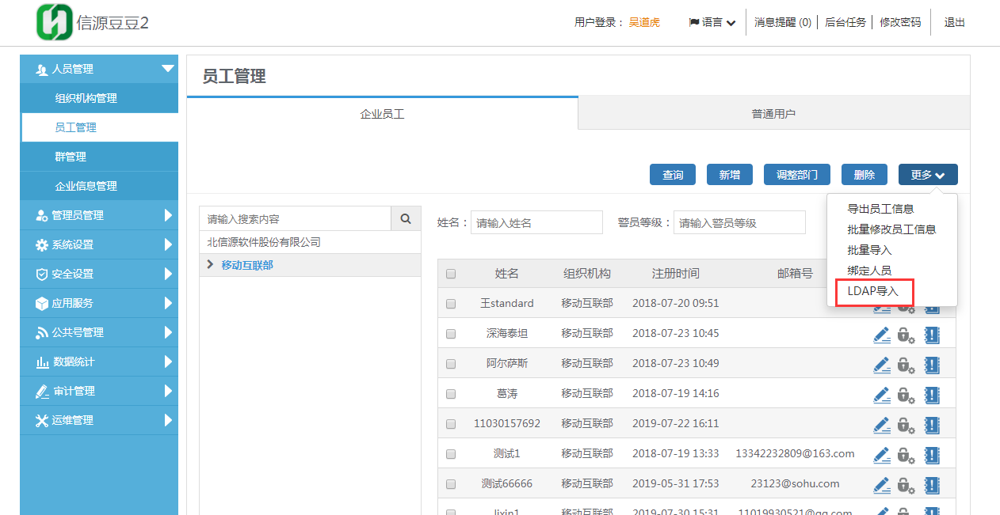 信源豆豆2
用户登录： 吴道虎 语言 消息提醒 (0) 后台任务 修改密码 退出
人员管理
组织机构管理
员工管理
群管理
企业信息管理
管理员管理
系统设置
安全设置
应用服务
公共号管理
数据统计
审计管理
运维管理
员工管理
企业员工 普通用户
查询 新增 调整部门 删除 更多
导出员工信息
批量修改员工信息
批量导入
绑定人员
LDAP导入
请输入搜索内容
北信源软件股份有限公司
移动互联部
姓名： 请输入姓名 警员等级： 请输入警员等级
姓名 组织机构 注册时间 邮箱号
王standard 移动互联部 2018-07-20 09:51
深海泰坦 移动互联部 2018-07-23 10:45
阿尔萨斯 移动互联部 2018-07-23 10:49
葛涛 移动互联部 2018-07-19 14:16
11030157692 移动互联部 2019-07-22 16:11
测试1 移动互联部 2018-07-19 13:33 13342232809@163.com
测试66666 移动互联部 2019-05-31 17:53 23123@sohu.com
lixin1 移动互联部 2019-07-30 15:31 11019930521@qq.com